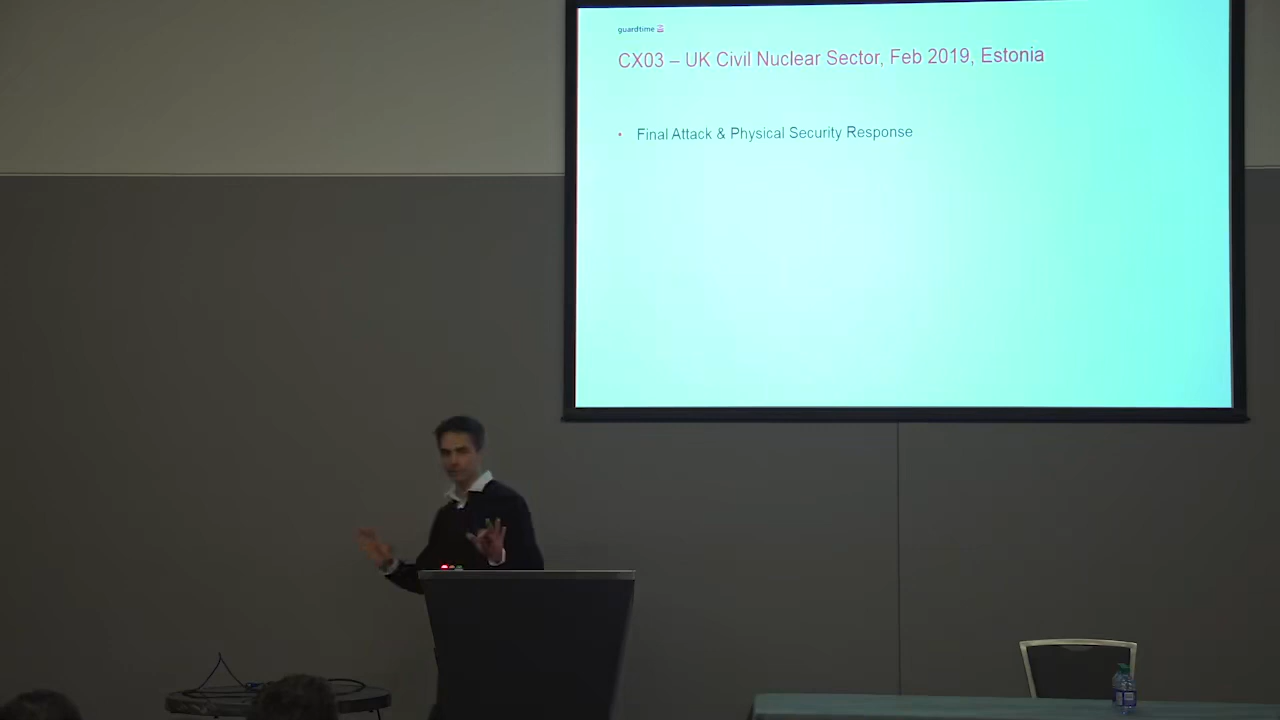 guardtime
CX03 – UK Civil Nuclear Sector, Feb 2019, Estonia
• Final Attack & Physical Security Response